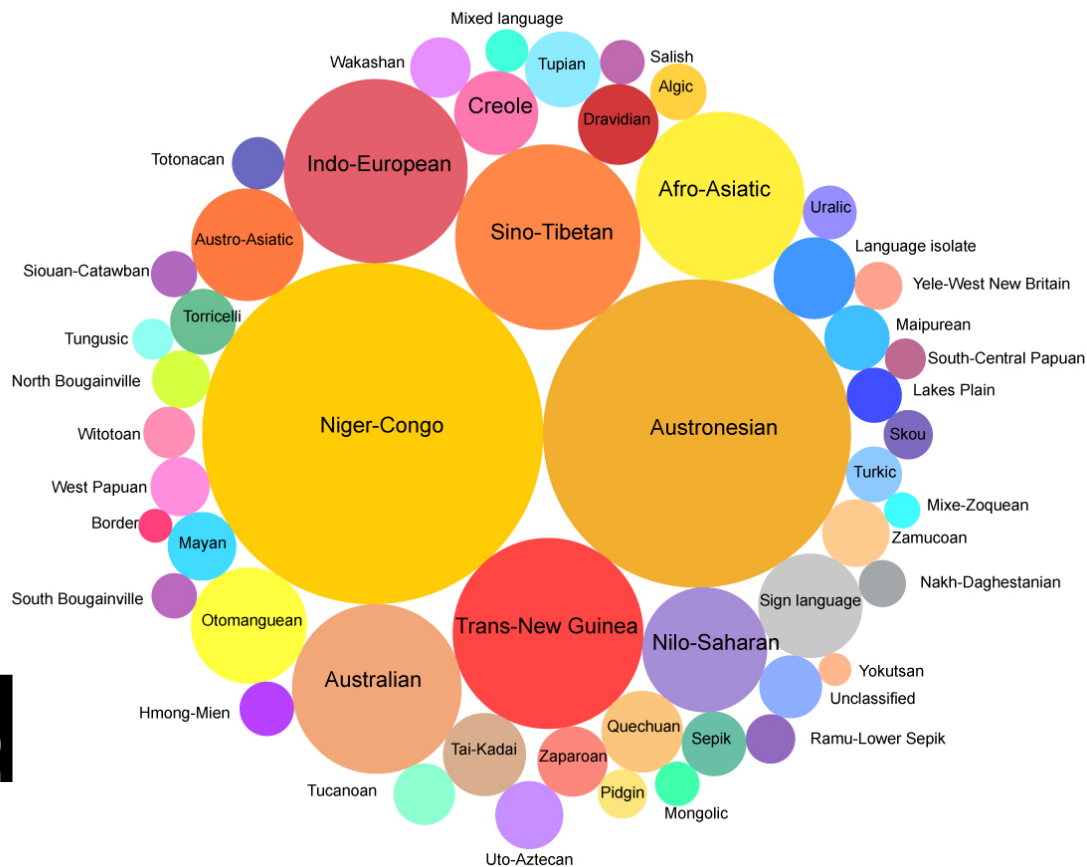 Mixed language
Wakashan
Tupian
Salish
Algic
Creole
Dravidian
Totonacan
Indo-European
Afro-Asiatic
Uralic
Austro-Asiatic
Sino-Tibetan
Language isolate
Siouan-Catawban
Yele-West New Britain
Torricelli
Maipurean
Tungusic
South-Central Papuan
North Bougainville
Lakes Plain
Niger-Congo
Austronesian
Witotoan
Skou
Turkic
West Papuan
Mixe-Zoquean
Border
Zamucoan
Mayan
Nakh-Daghestanian
South Bougainville
Sign language
Otomanguean
Trans-New Guinea
Nilo-Saharan
Yokutsan
Australian
Unclassified
Hmong-Mien
Quechuan
Sepik
Ramu-Lower Sepik
Tai-Kadai
Zaparoan
Tucanoan
Pidgin
Mongolic
Uto-Aztecan